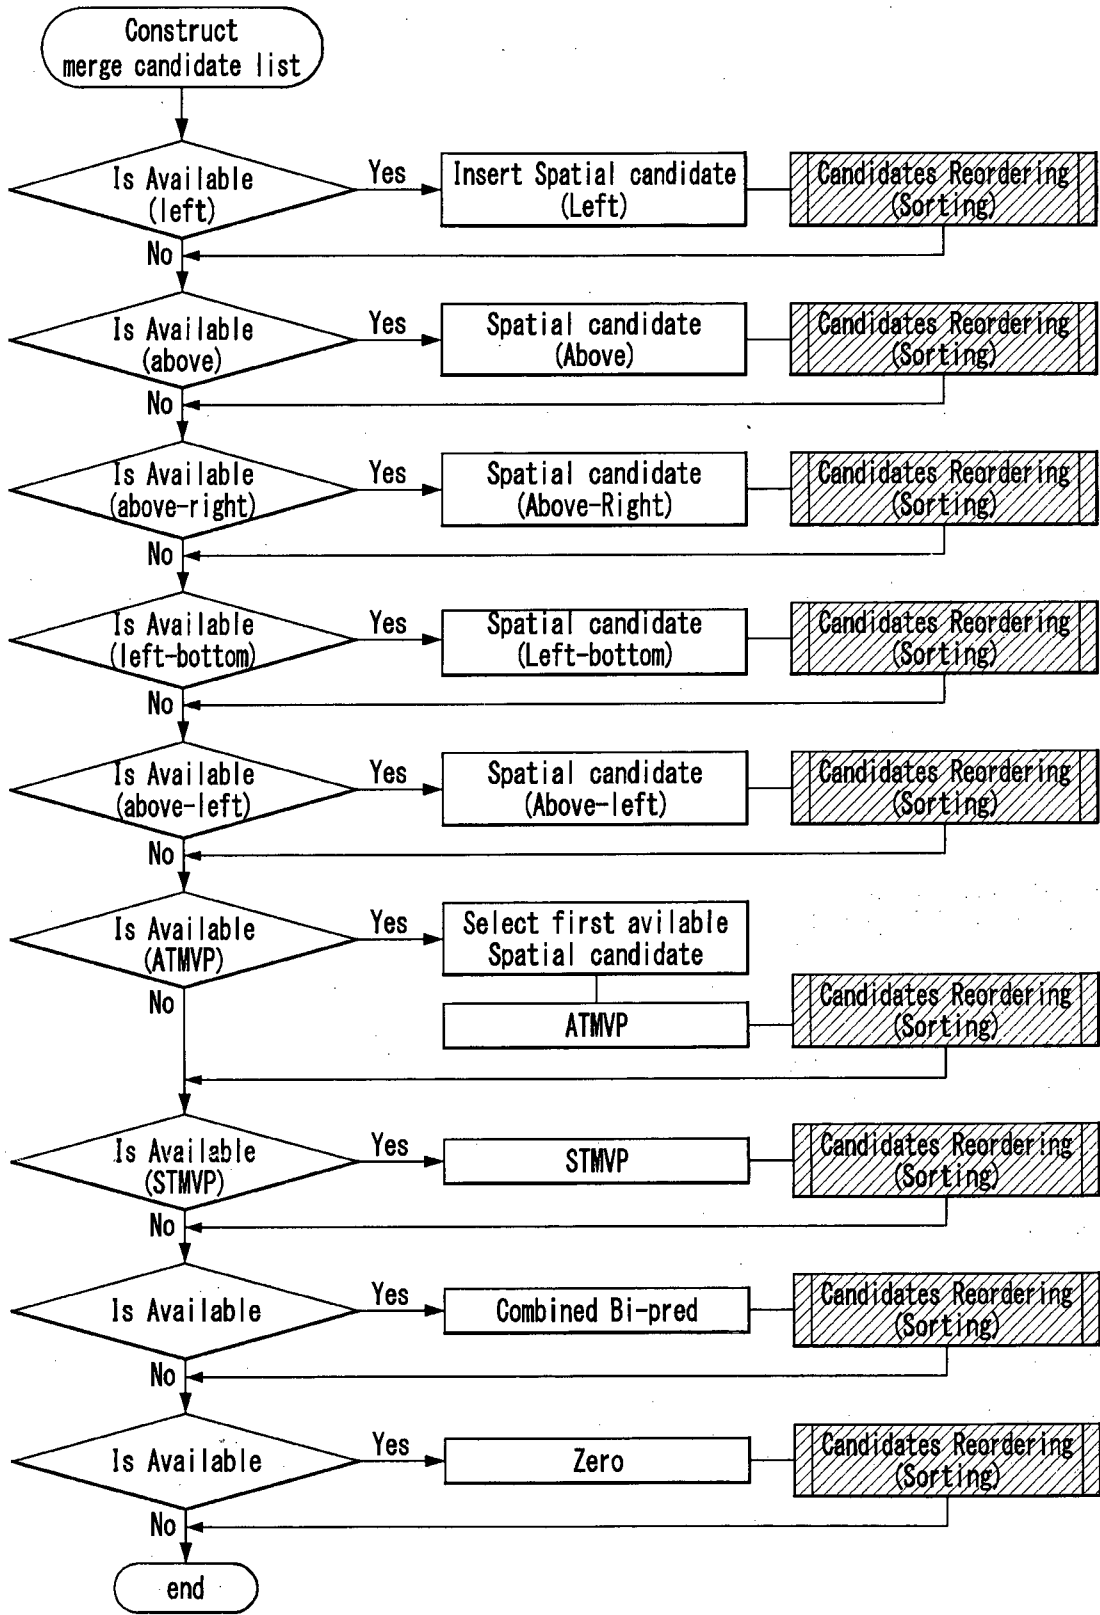 Construct
merge candidate list
Is Available
(left)
Yes
Insert Spatial candidate
(Left)
Candidates Reordering
(Sorting)
No
Is Available
(above)
Yes
Spatial candidate
(Above)
Candidates Reordering
(Sorting)
No
Is Available
(above-right)
Yes
Spatial candidate
(Above-Right)
Candidates Reordering
(Sorting)
No
Is Available
(left-bottom)
Yes
Spatial candidate
(Left-bottom)
Candidates Reordering
(Sorting)
No
Is Available
(above-left)
Yes
Spatial candidate
(Above-left)
Candidates Reordering
(Sorting)
No
Is Available
(ATMVP)
Yes
Select first avilable
Spatial candidate
No
ATMVP
Candidates Reordering
(Sorting)
Is Available
(STMVP)
Yes
STMVP
Candidates Reordering
(Sorting)
No
Is Available
Yes
Combined Bi-pred
Candidates Reordering
(Sorting)
No
Is Available
Yes
Zero
Candidates Reordering
(Sorting)
No
end